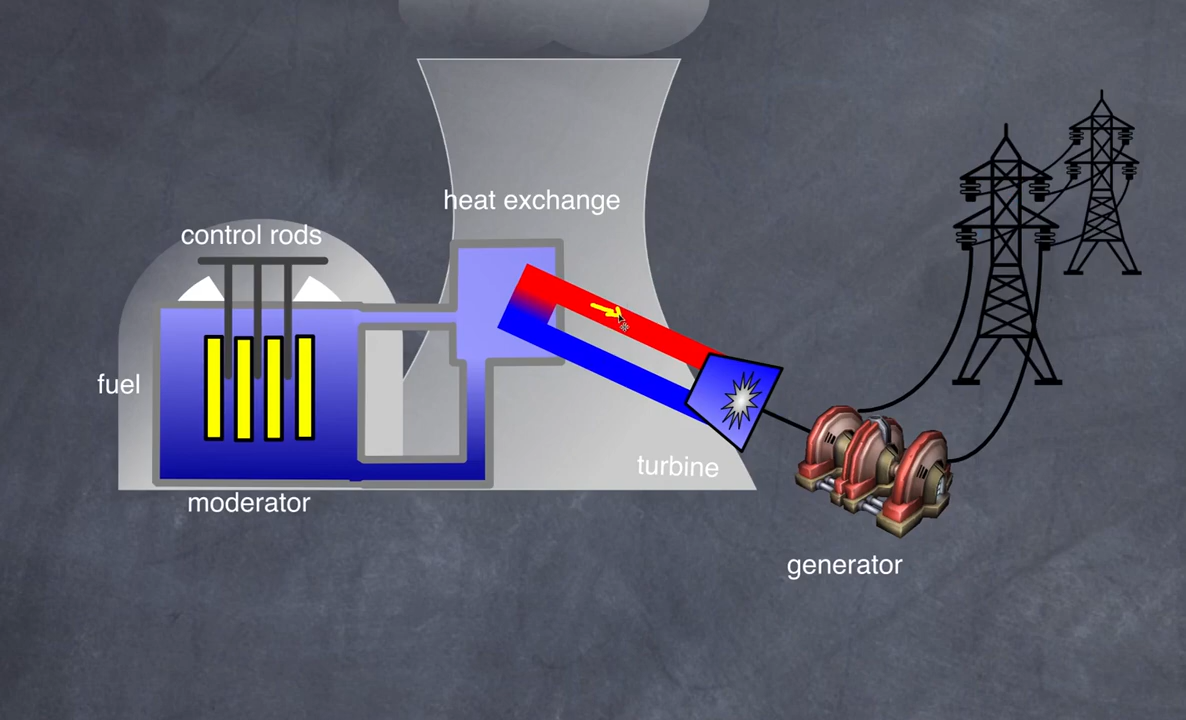 heat exchange
control rods
fuel
turbine
moderator
generator